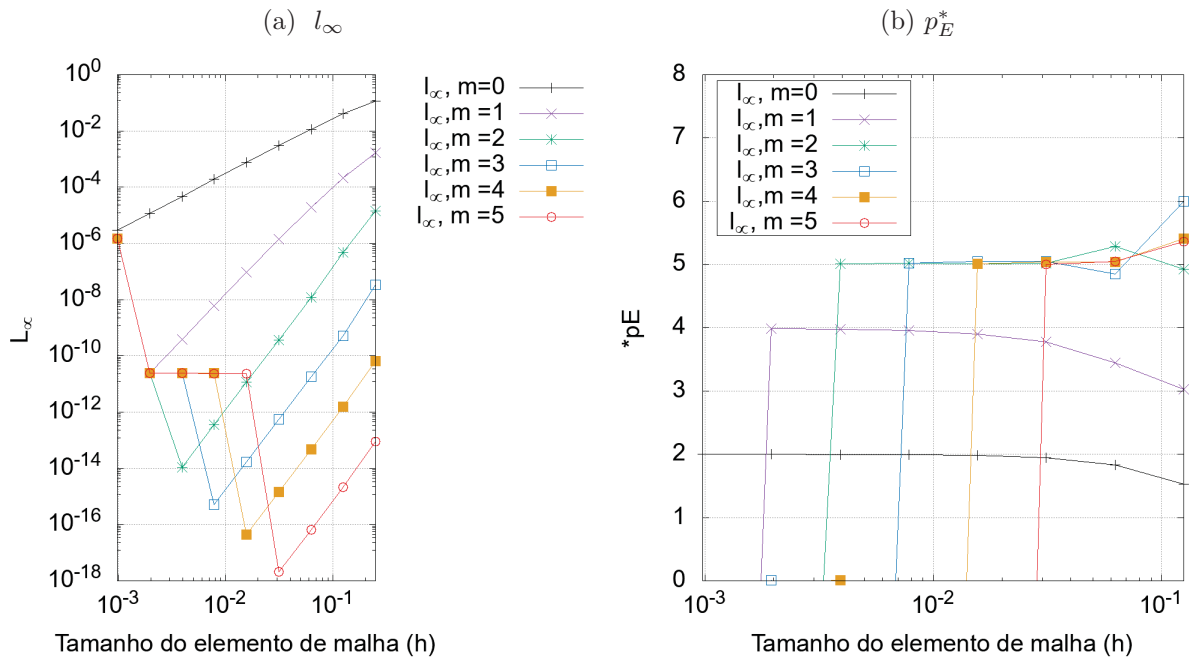 (a) l∞
10^0
10^-2
10^-4
10^-6
10^-8
10^-10
10^-12
10^-14
10^-16
10^-18
L∞
10^-3 10^-2 10^-1
Tamanho do elemento de malha (h)
l∞, m=0
l∞,m =1
l∞,m =2
l∞,m =3
l∞,m =4
l∞, m =5
(b) p*_E
8
7
6
5
4
3
2
1
0
*pE
10^-3 10^-2 10^-1
Tamanho do elemento de malha (h)
l∞, m=0
l∞,m =1
l∞,m =2
l∞,m =3
l∞,m =4
l∞, m =5